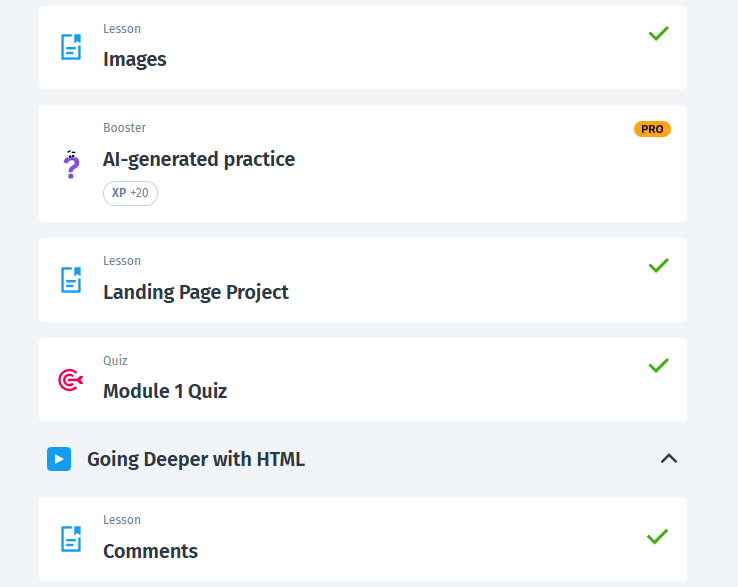 Lesson
Images
Booster
PRO
AI-generated practice
XP +20
Lesson
Landing Page Project
Quiz
Module 1 Quiz
Going Deeper with HTML
Lesson
Comments